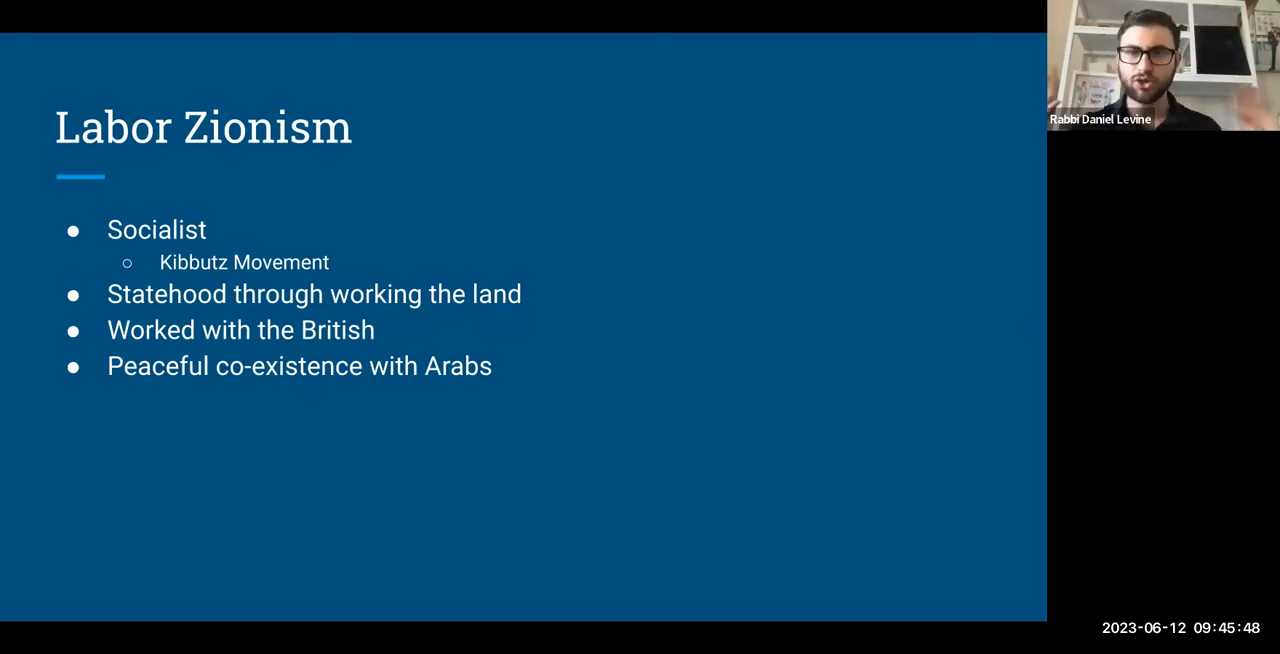 Labor Zionism
● Socialist
○ Kibbutz Movement
● Statehood through working the land
● Worked with the British
● Peaceful co-existence with Arabs
Rabbi Daniel Levine
2023-06-12 09:45:48